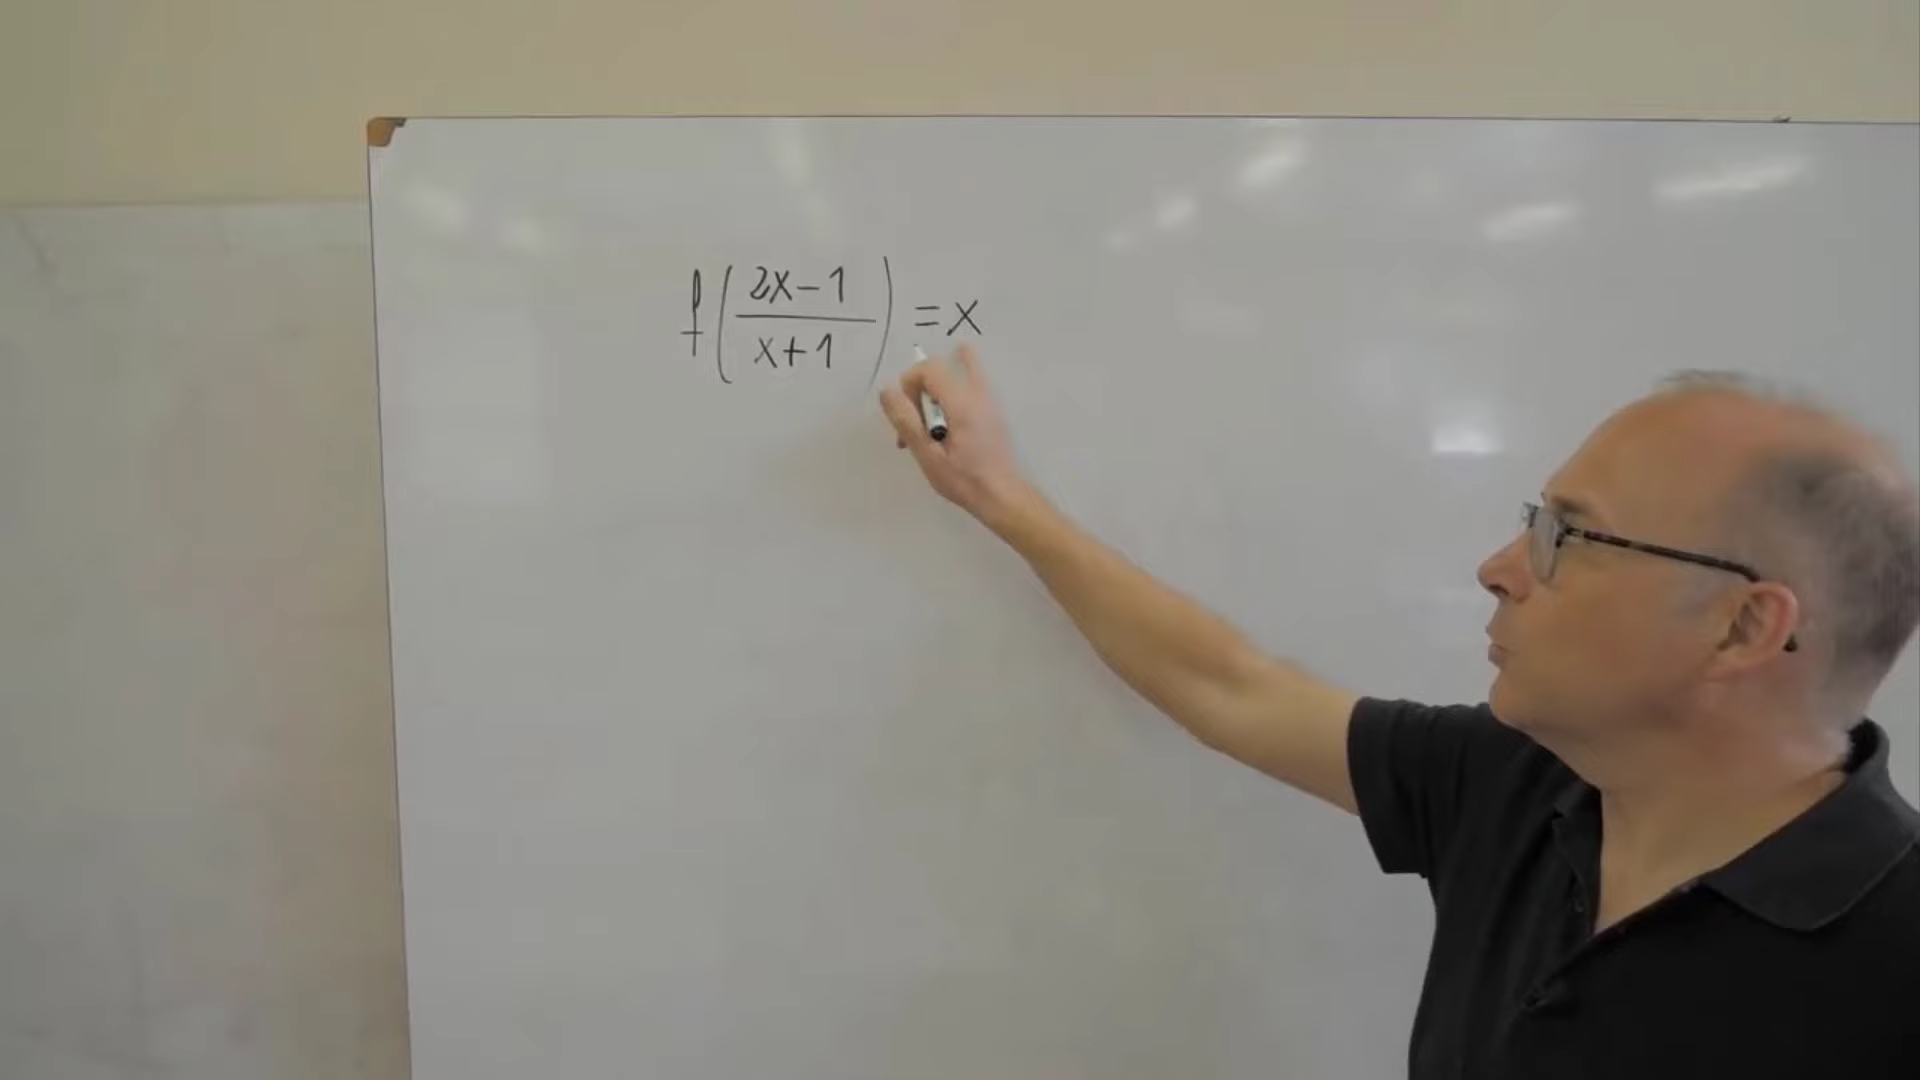 f((2x-1)/(x+1)) = x